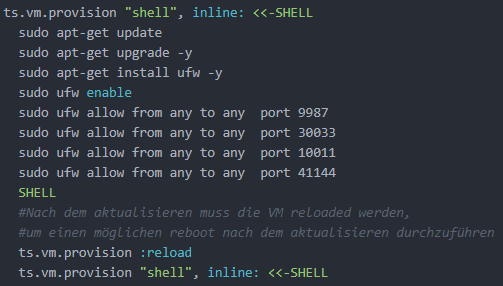 ts.vm.provision "shell", inline: <<-SHELL
sudo apt-get update
sudo apt-get upgrade -y
sudo apt-get install ufw -y
sudo ufw enable
sudo ufw allow from any to any  port 9987
sudo ufw allow from any to any  port 30033
sudo ufw allow from any to any  port 10011
sudo ufw allow from any to any  port 41144
SHELL
#Nach dem aktualisieren muss die VM reloaded werden,
#um einen möglichen reboot nach dem aktualisieren durchzuführen
ts.vm.provision :reload
ts.vm.provision "shell", inline: <<-SHELL